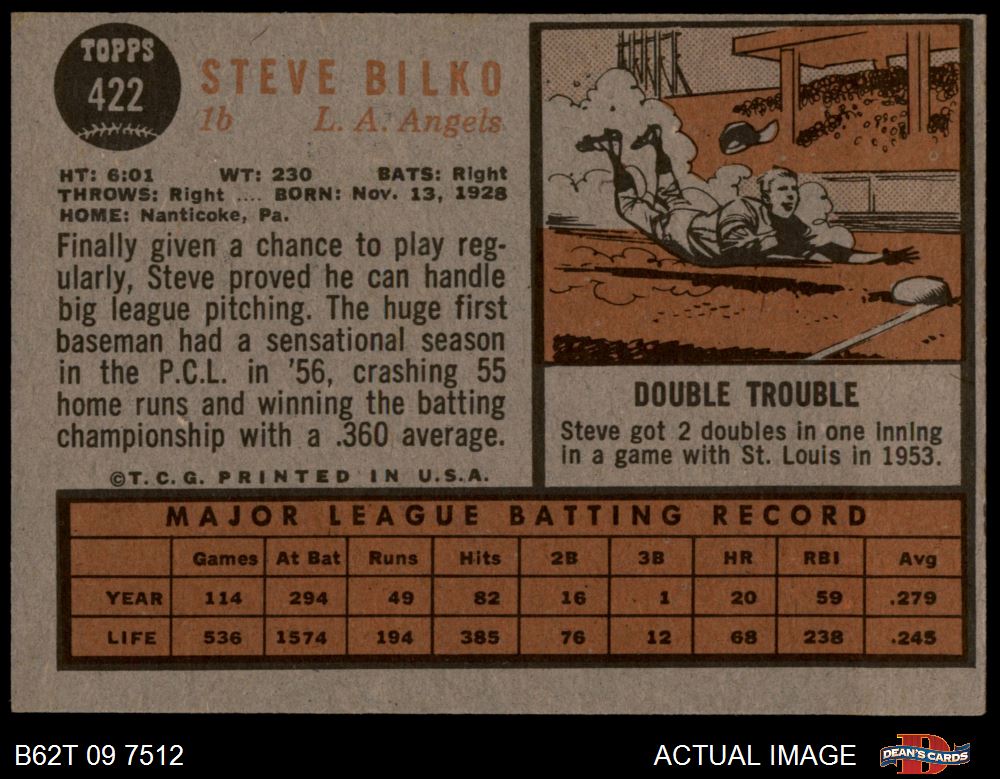 TOPPS
422
STEVE BILKO
1b L. A. Angels
HT: 6:01 WT: 230 BATS: Right
THROWS: Right .... BORN: Nov. 13, 1928
HOME: Nanticoke, Pa.
Finally given a chance to play reg-
ularly, Steve proved he can handle
big league pitching. The huge first
baseman had a sensational season
in the P.C.L. in '56, crashing 55
home runs and winning the batting
championship with a .360 average.
©T.C.G. PRINTED IN U.S.A.
DOUBLE TROUBLE
Steve got 2 doubles in one inning
in a game with St. Louis in 1953.
MAJOR LEAGUE BATTING RECORD
Games At Bat Runs Hits 2B 3B HR RBI Avg
YEAR 114 294 49 82 16 1 20 59 .279
LIFE 536 1574 194 385 76 12 68 238 .245
B62T 09 7512 ACTUAL IMAGE DEAN'S CARDS